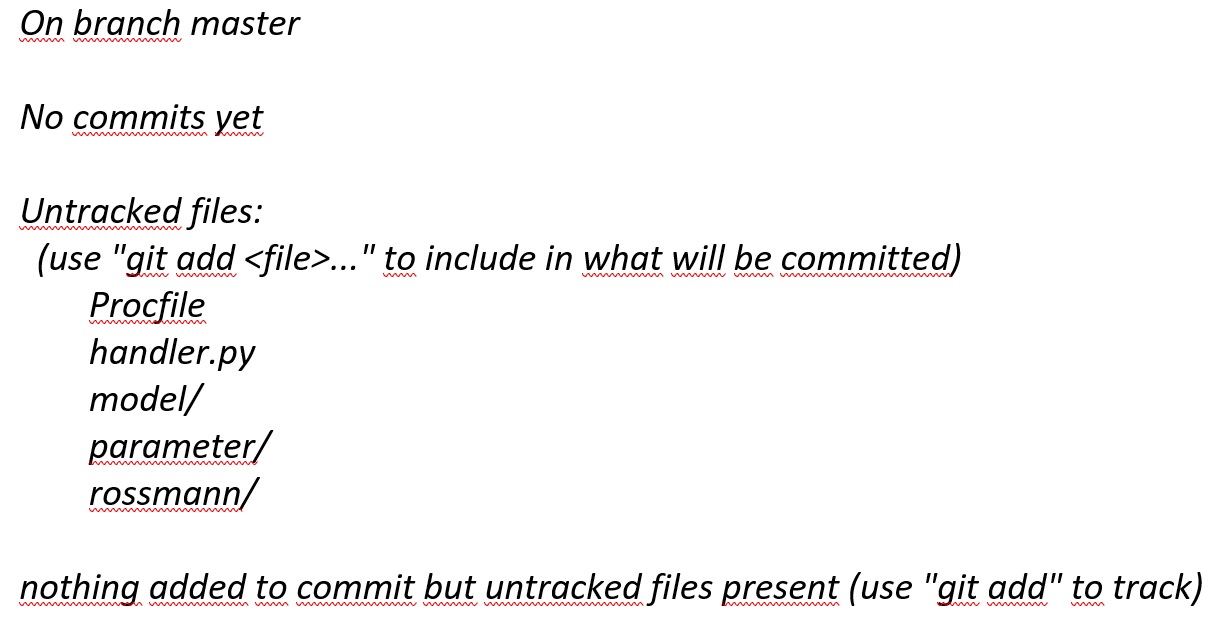 On branch master
No commits yet
Untracked files:
(use "git add <file>..." to include in what will be committed)
Procfile
handler.py
model/
parameter/
rossmann/
nothing added to commit but untracked files present (use "git add" to track)